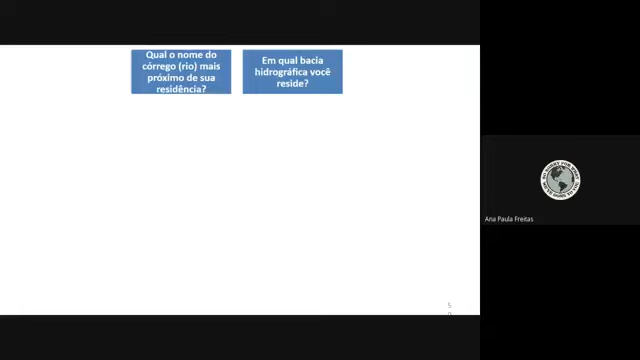 Qual o nome do
córrego (rio) mais
próximo de sua
residência?
Em qual bacia
hidrográfica você
reside?
Ana Paula Freitas
5
0